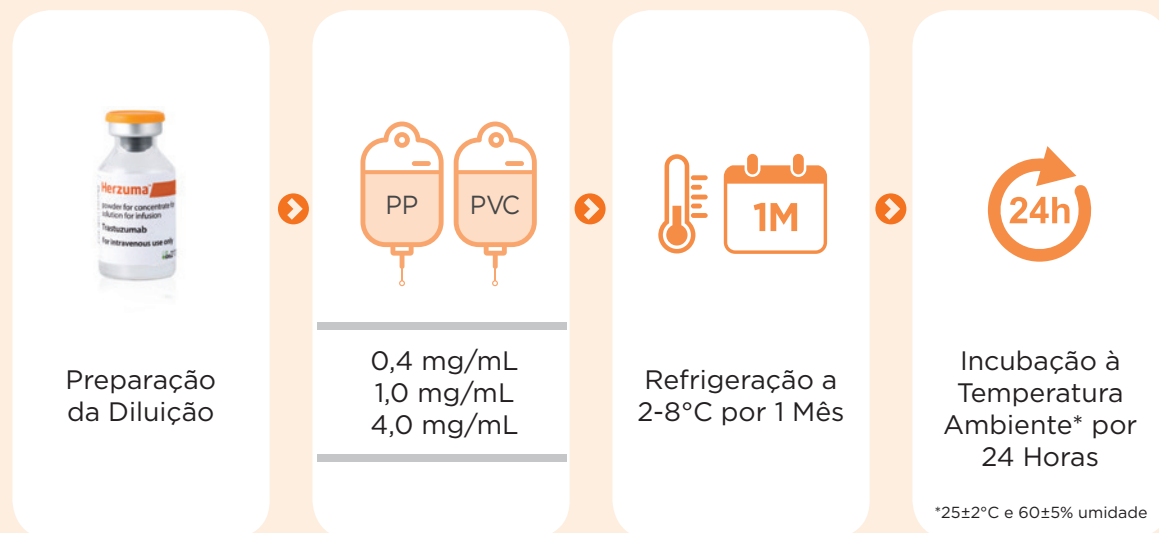 Herzuma
powder for concentrate for
solution for infusion
Trastuzumab
For intravenous use only
Preparação
da Diluição
PP
PVC
0,4 mg/mL
1,0 mg/mL
4,0 mg/mL
1M
Refrigeração a
2-8°C por 1 Mês
24h
Incubação à
Temperatura
Ambiente* por
24 Horas
*25±2°C e 60±5% umidade